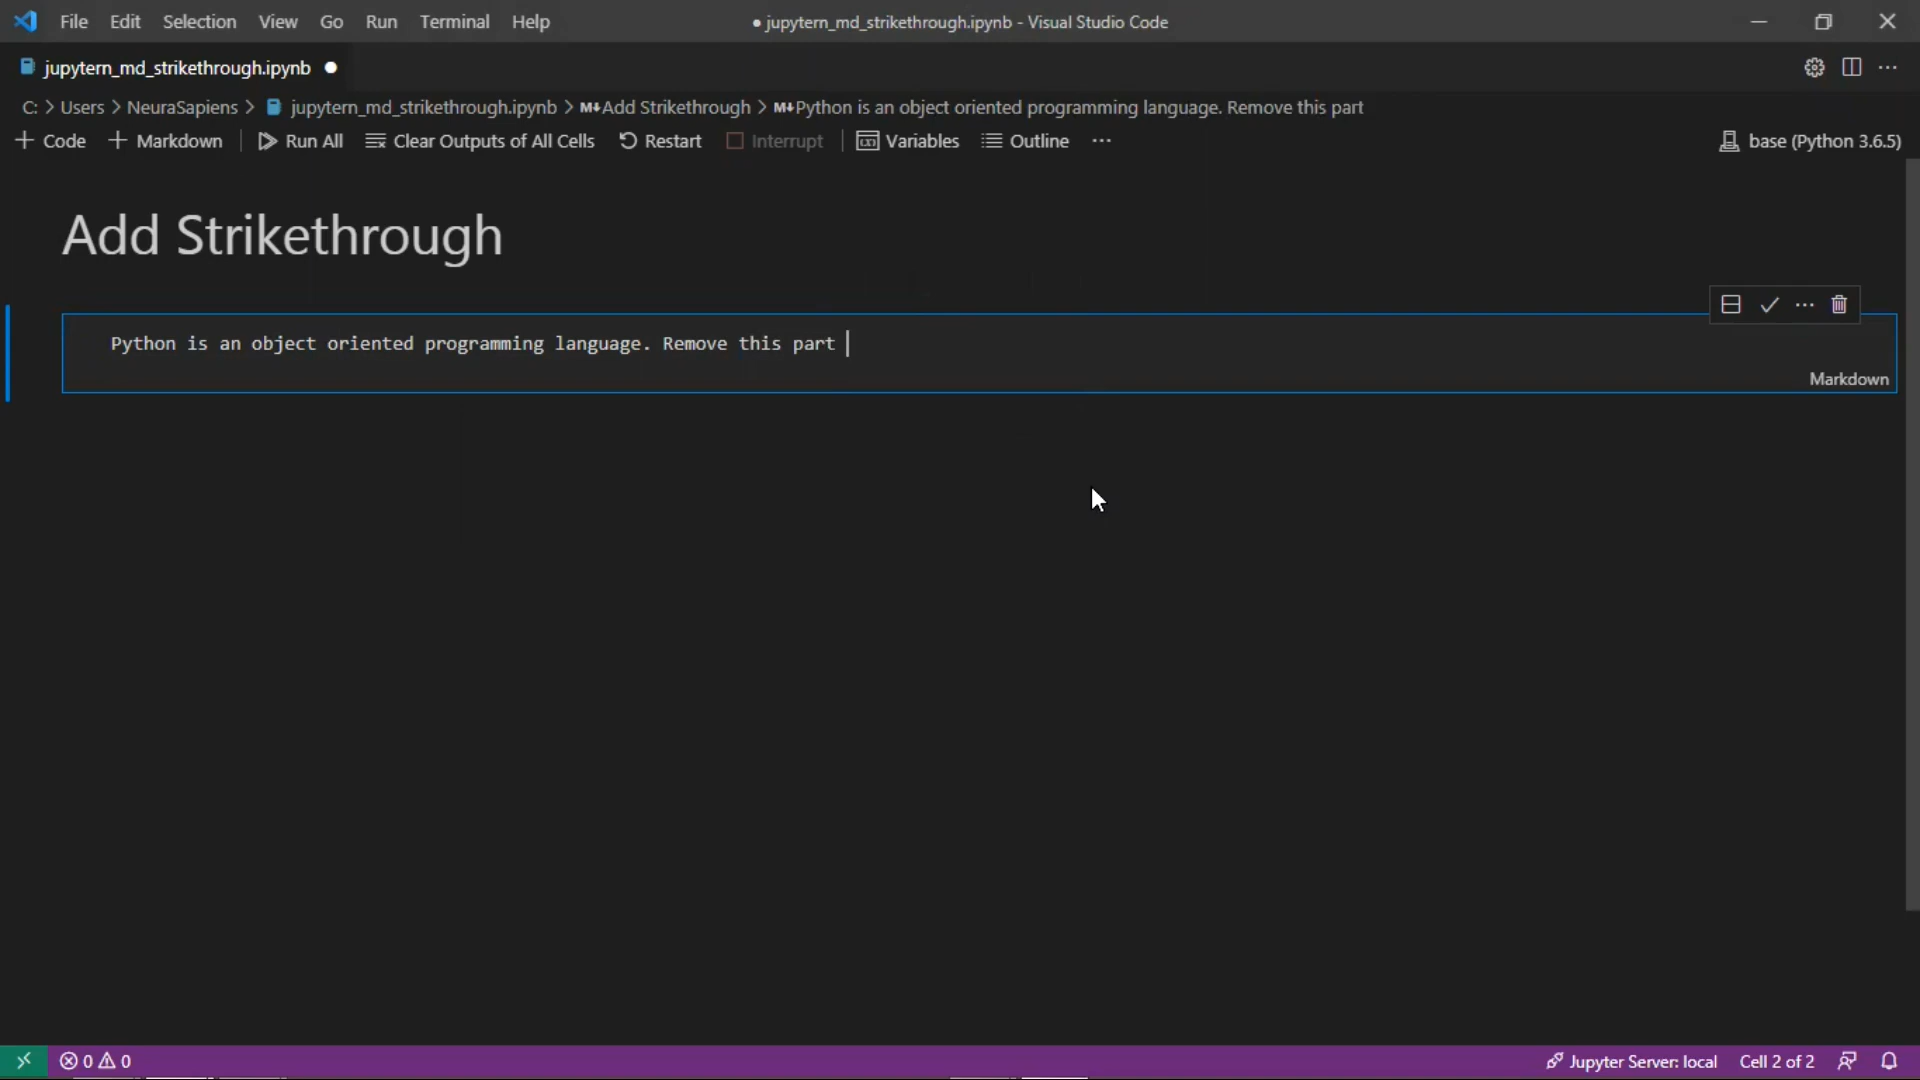 File Edit Selection View Go Run Terminal Help ● jupytern_md_strikethrough.ipynb - Visual Studio Code
jupytern_md_strikethrough.ipynb ●
C: > Users > NeuraSapiens > jupytern_md_strikethrough.ipynb > M↓Add Strikethrough > M↓Python is an object oriented programming language. Remove this part
+ Code + Markdown Run All Clear Outputs of All Cells Restart Interrupt Variables Outline ··· base (Python 3.6.5)
Add Strikethrough
Python is an object oriented programming language. Remove this part
Markdown
0 0 Jupyter Server: local Cell 2 of 2